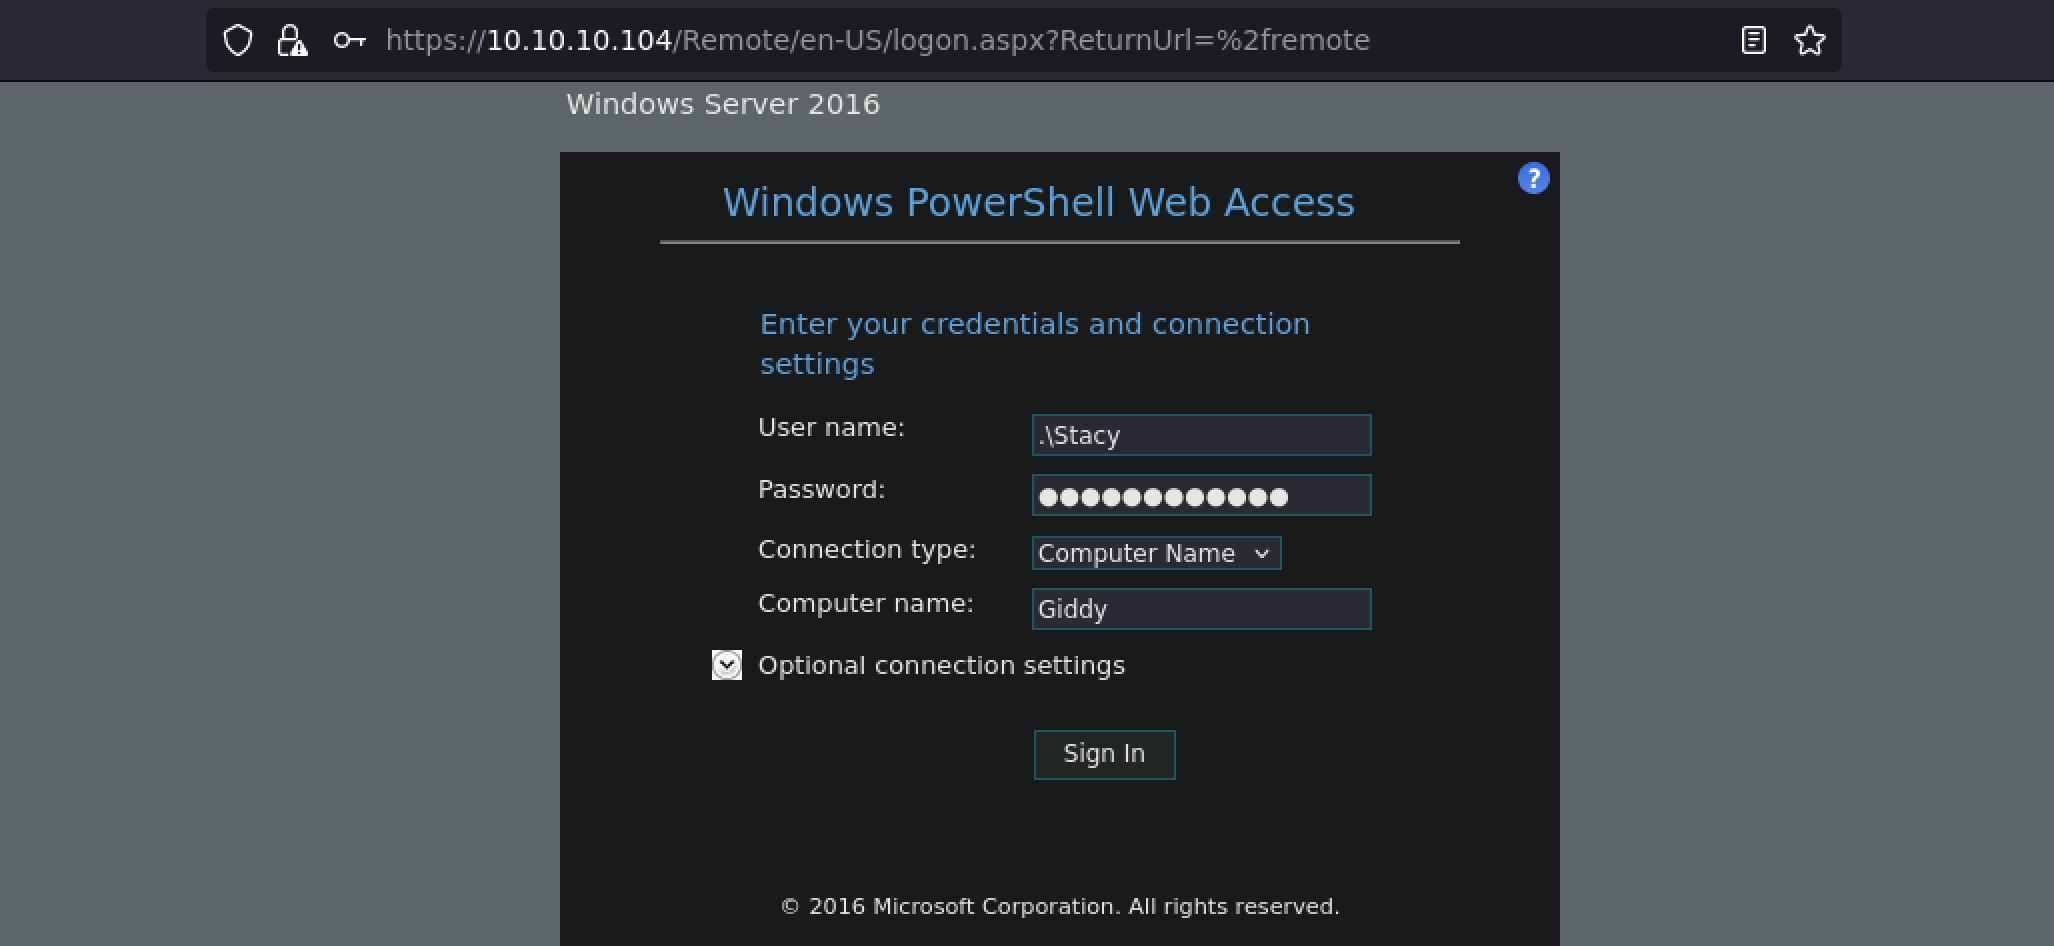 https://10.10.10.104/Remote/en-US/logon.aspx?ReturnUrl=%2fremote
Windows Server 2016
?
Windows PowerShell Web Access
Enter your credentials and connection
settings
User name: .\Stacy
Password: ●●●●●●●●●●●●
Connection type: Computer Name
Computer name: Giddy
Optional connection settings
Sign In
© 2016 Microsoft Corporation. All rights reserved.